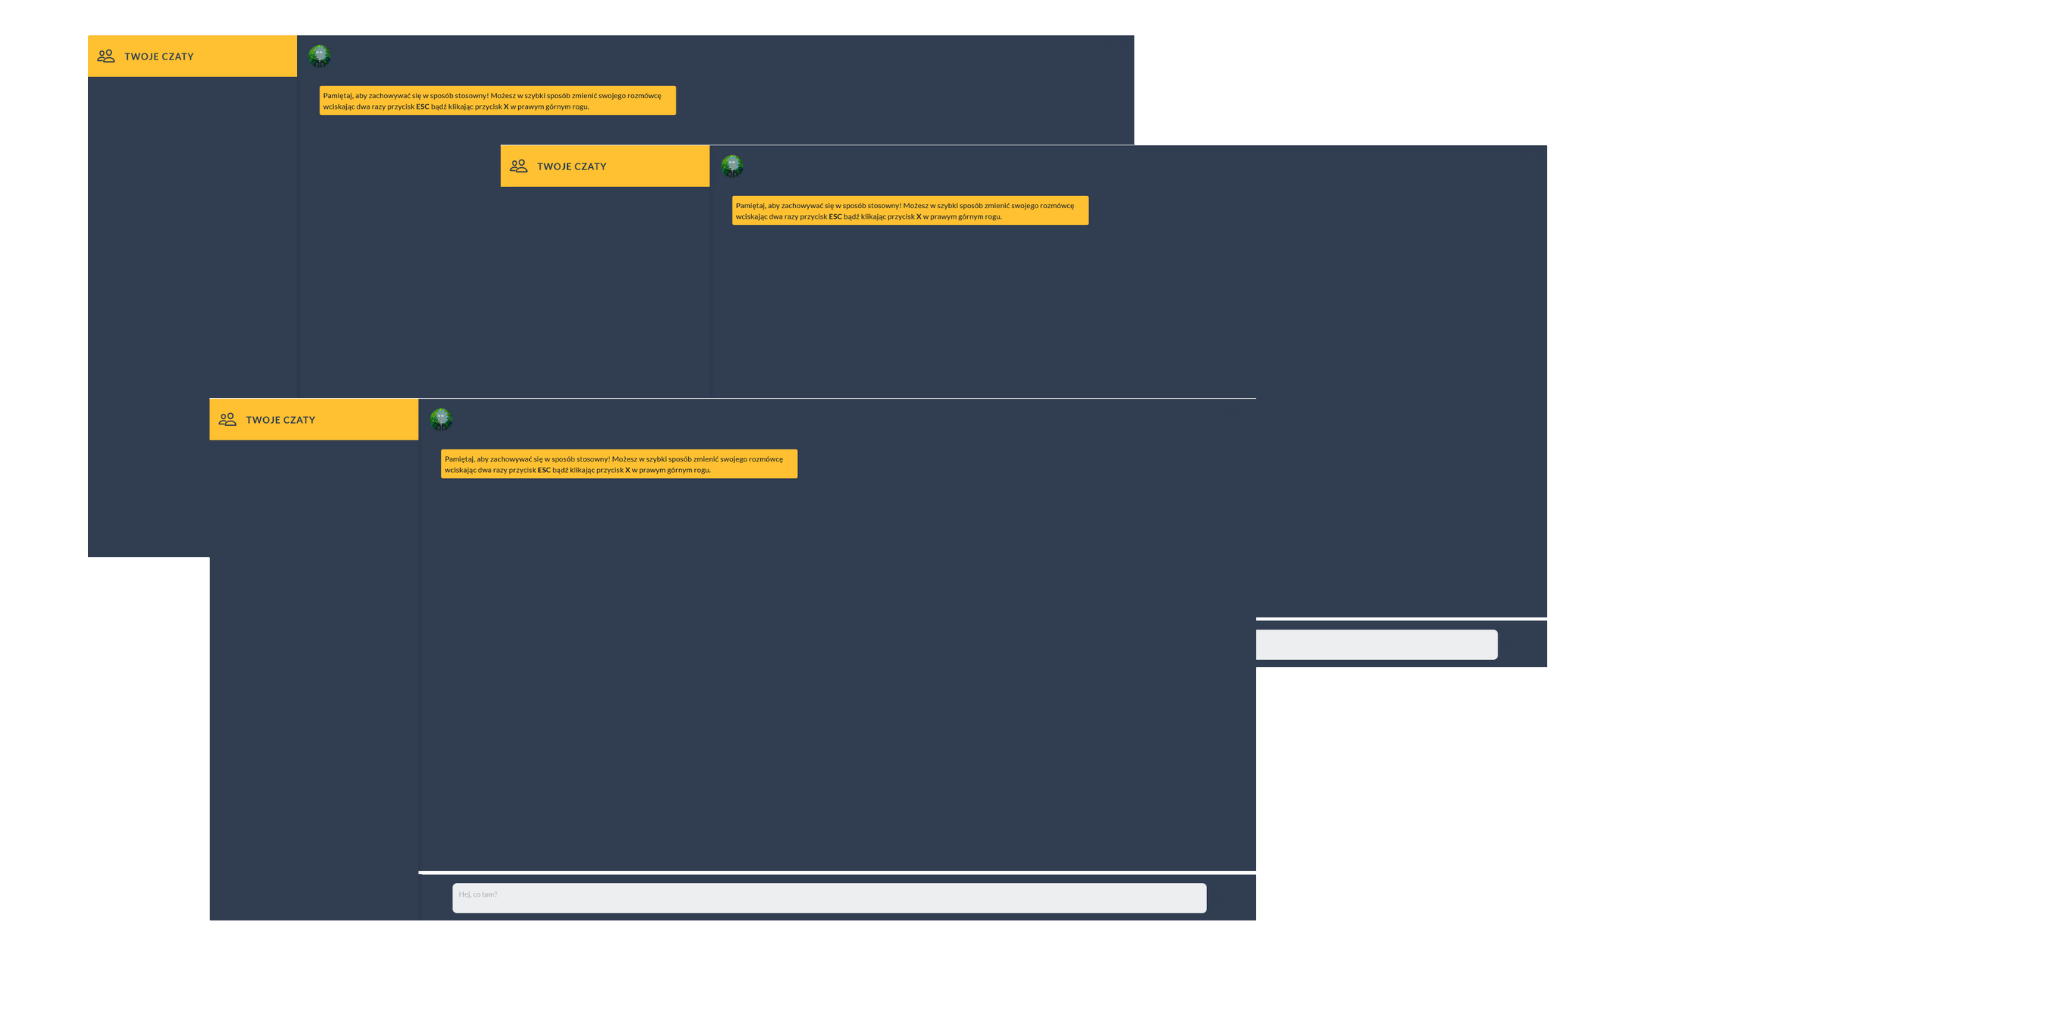 TWOJE CZATY
Pamiętaj, aby zachowywać się w sposób stosowny! Możesz w szybki sposób zmienić swojego rozmówcę
wciskając dwa razy przycisk ESC bądź klikając przycisk X w prawym górnym rogu.
TWOJE CZATY
Pamiętaj, aby zachowywać się w sposób stosowny! Możesz w szybki sposób zmienić swojego rozmówcę
wciskając dwa razy przycisk ESC bądź klikając przycisk X w prawym górnym rogu.
TWOJE CZATY
Pamiętaj, aby zachowywać się w sposób stosowny! Możesz w szybki sposób zmienić swojego rozmówcę
wciskając dwa razy przycisk ESC bądź klikając przycisk X w prawym górnym rogu.
Hej, co tam?